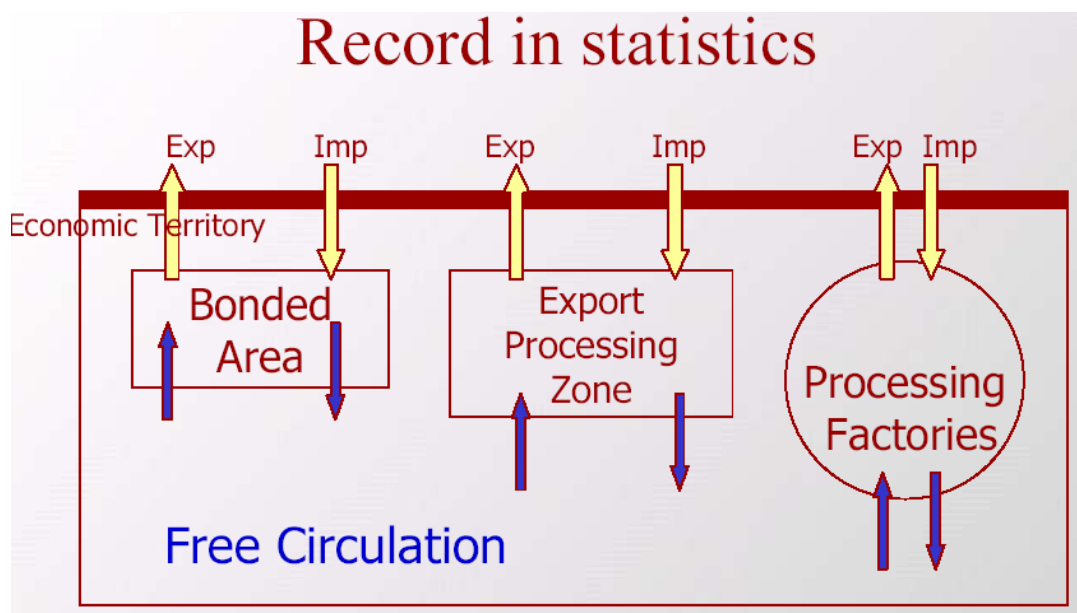 Record in statistics
Exp Imp Exp Imp Exp Imp
Economic Territory
Bonded
Area
Export
Processing
Zone
Processing
Factories
Free Circulation